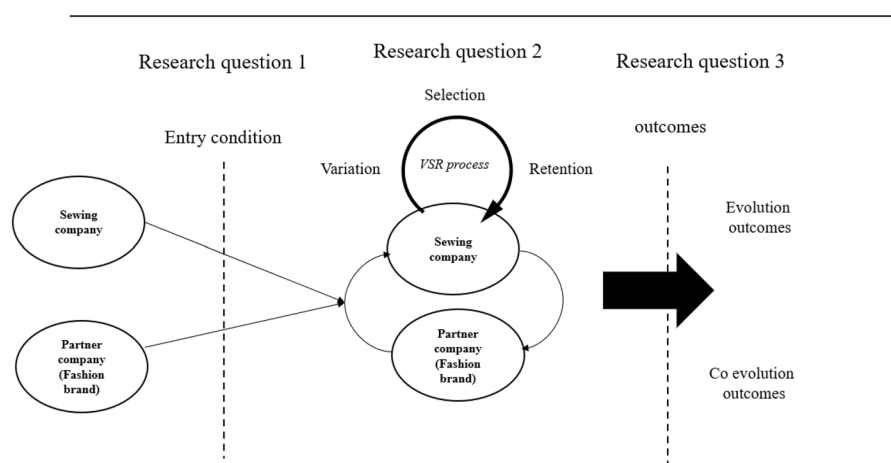 Research question 1
Research question 2
Research question 3
Entry condition
Selection
Variation
VSR process
Retention
outcomes
Sewing
company
Partner
company
(Fashion
brand)
Sewing
company
Partner
company
(Fashion
brand)
Evolution
outcomes
Co evolution
outcomes